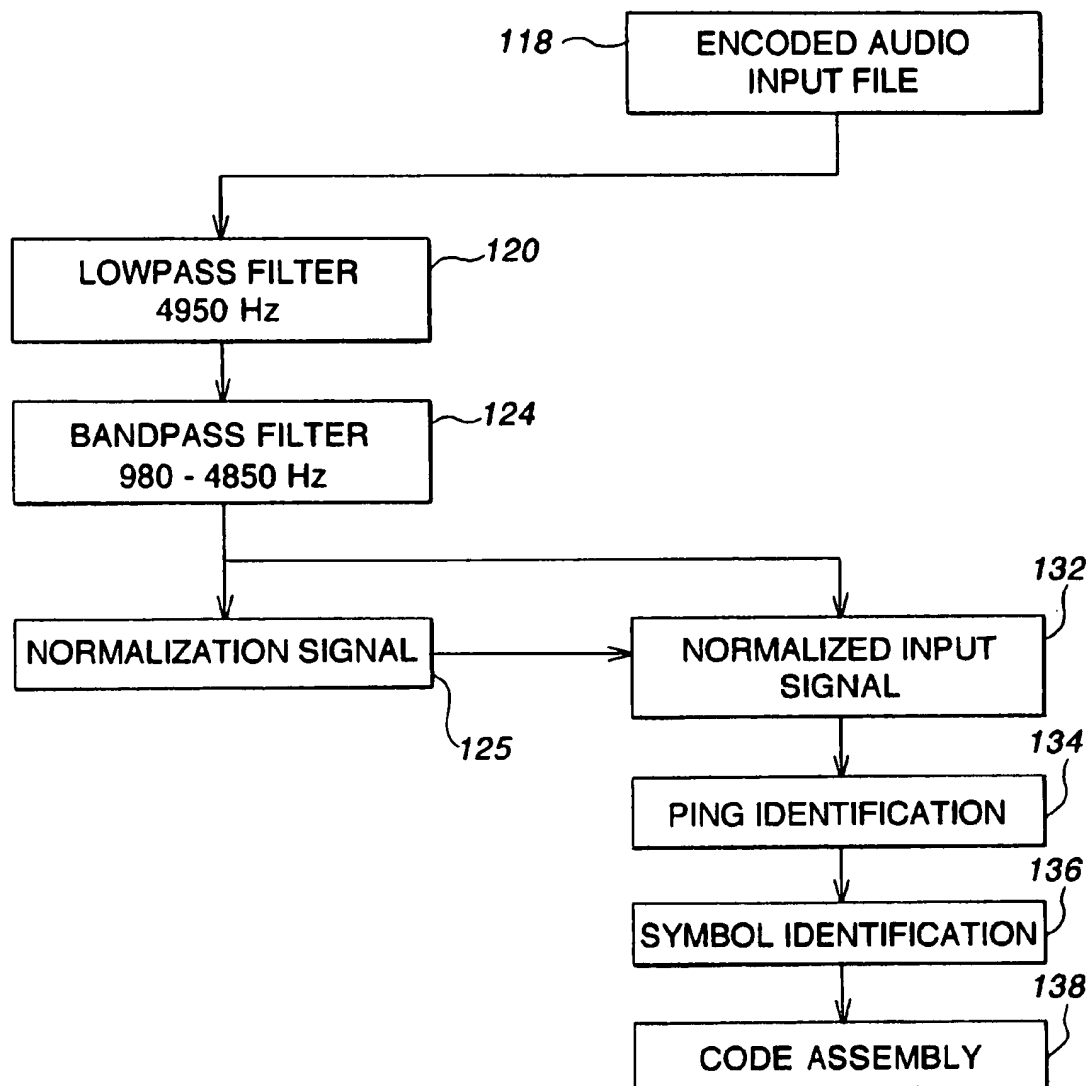 118
ENCODED AUDIO
INPUT FILE
LOWPASS FILTER
4950 Hz
120
BANDPASS FILTER
980 - 4850 Hz
124
NORMALIZATION SIGNAL
125
132
NORMALIZED INPUT
SIGNAL
134
PING IDENTIFICATION
136
SYMBOL IDENTIFICATION
138
CODE ASSEMBLY